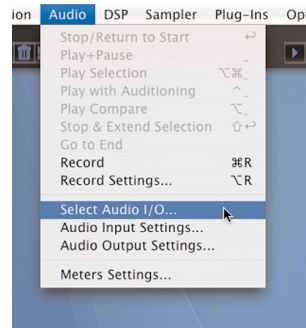 ion Audio DSP Sampler Plug-Ins Op
Stop/Return to Start ↩
Play+Pause ⎵
Play Selection ⌥⌘⎵
Play with Auditioning ⌃⎵
Play Compare ⌥⎵
Stop & Extend Selection ⇧↩
Go to End
Record ⌘R
Record Settings... ⌥R
Select Audio I/O...
Audio Input Settings...
Audio Output Settings...
Meters Settings...